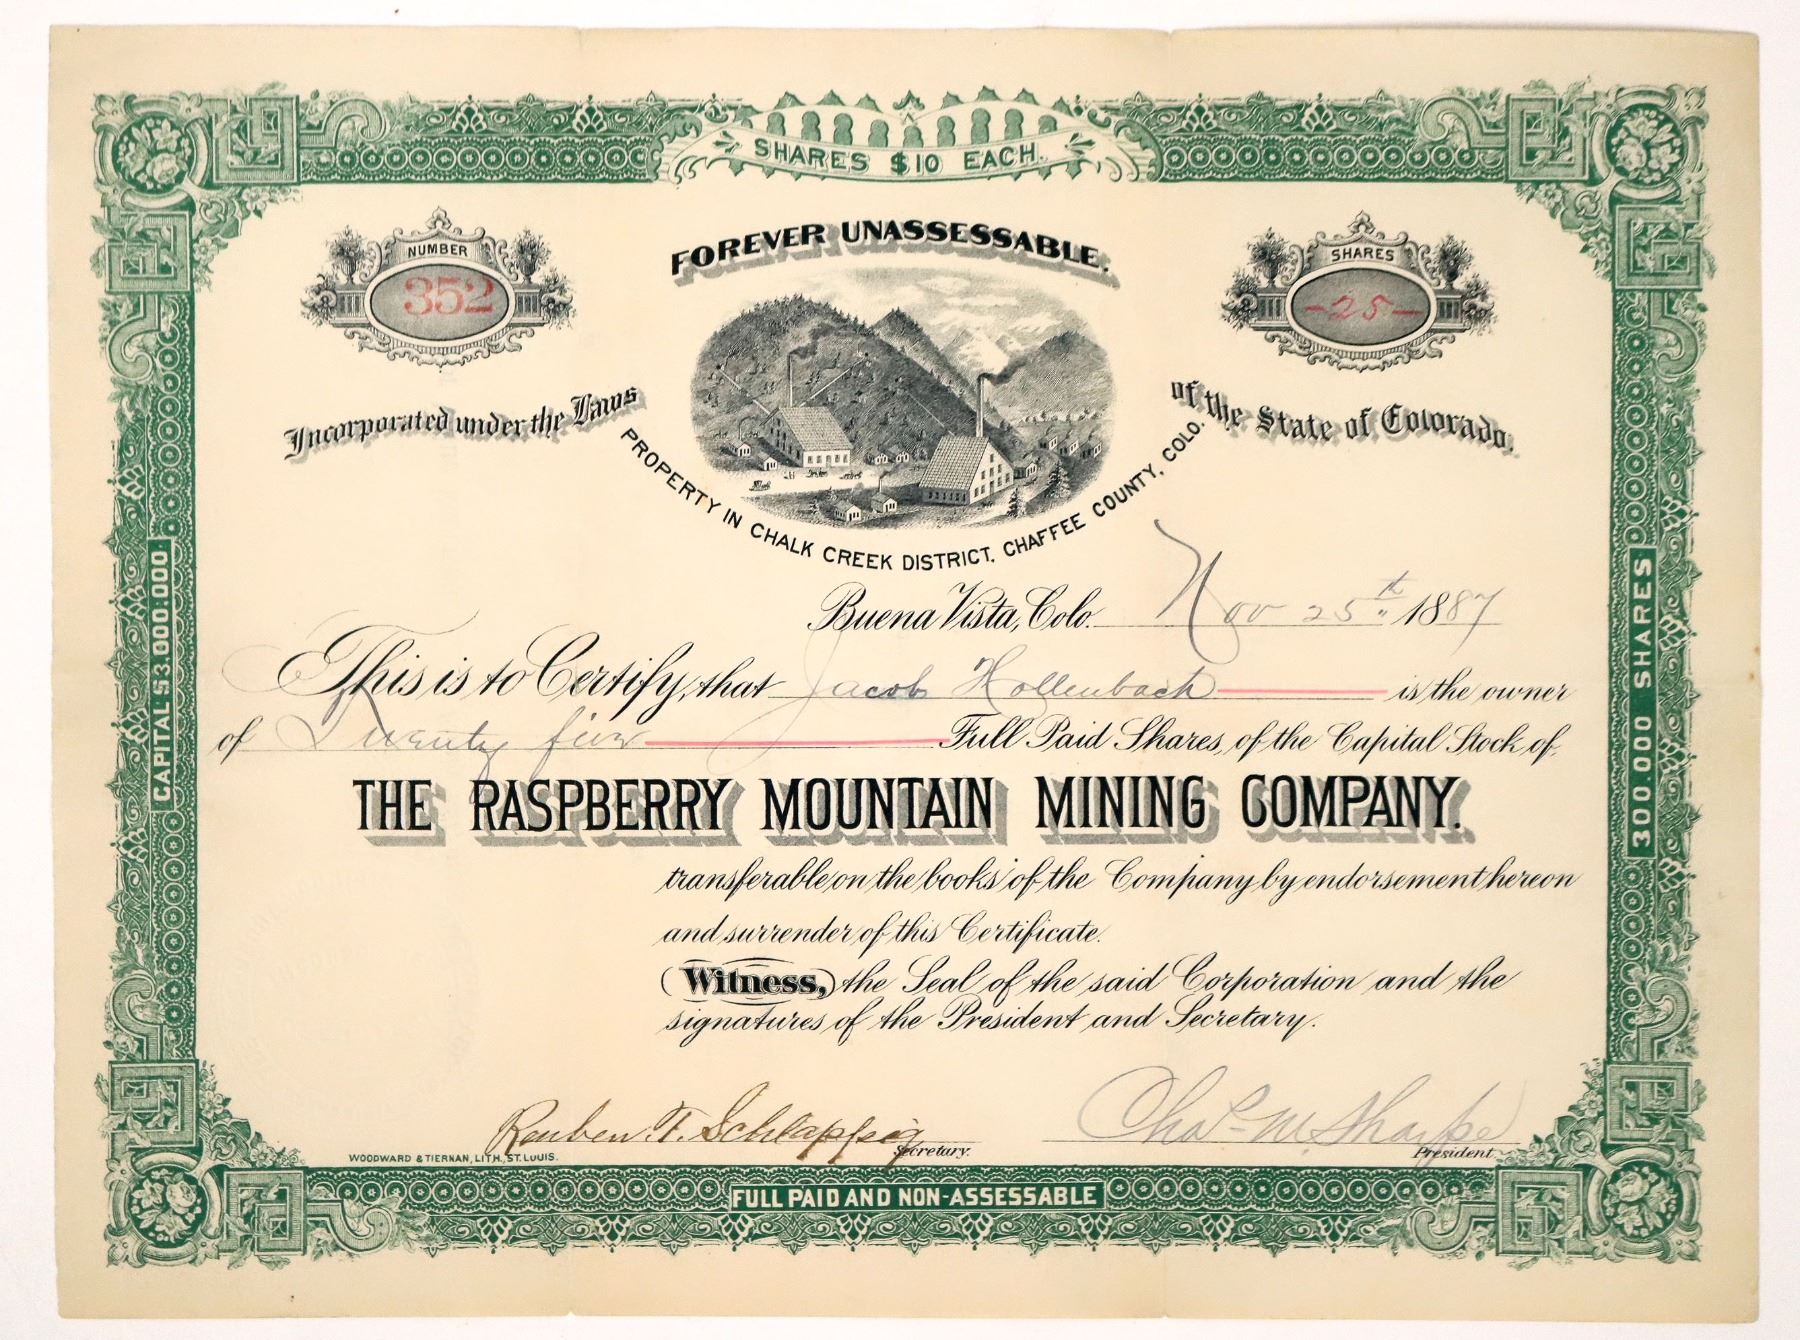 SHARES $10 EACH.
FOREVER UNASSESSABLE.
NUMBER
352
SHARES
-25-
Incorporated under the Laws
of the State of Colorado.
PROPERTY IN CHALK CREEK DISTRICT, CHAFFEE COUNTY, COLO.
Buena Vista, Colo. Nov 25th 1887
This is to Certify, that Jacob Hollenbach is the owner
of Twenty five Full Paid Shares, of the Capital Stock of
THE RASPBERRY MOUNTAIN MINING COMPANY.
transferable on the books of the Company by endorsement hereon
and surrender of this Certificate.
Witness, the Seal of the said Corporation and the
signatures of the President and Secretary.
Reuben F. Schlapfeig
Secretary.
Chas. M. Sharpe
President
WOODWARD & TIERNAN, LITH, ST. LOUIS.
FULL PAID AND NON-ASSESSABLE
CAPITAL $3.000.000.
300.000 SHARES